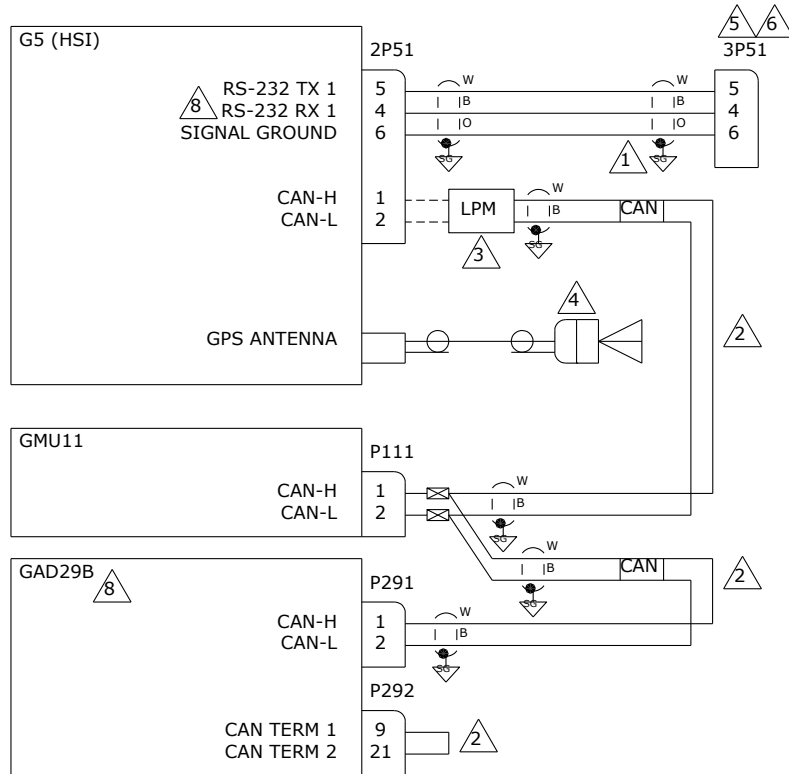 5 6
G5 (HSI)
2P51
3P51
RS-232 TX 1 5 W W 5
8 RS-232 RX 1 4 B B 4
SIGNAL GROUND 6 O O 6
SG 1 SG
CAN-H 1 LPM W CAN
CAN-L 2 B
SG
3
4
2
GPS ANTENNA
GMU11
P111
CAN-H 1 W
CAN-L 2 B
SG
W
B CAN 2
SG
GAD29B 8
P291
CAN-H 1 W
CAN-L 2 B
SG
P292
CAN TERM 1 9 2
CAN TERM 2 21